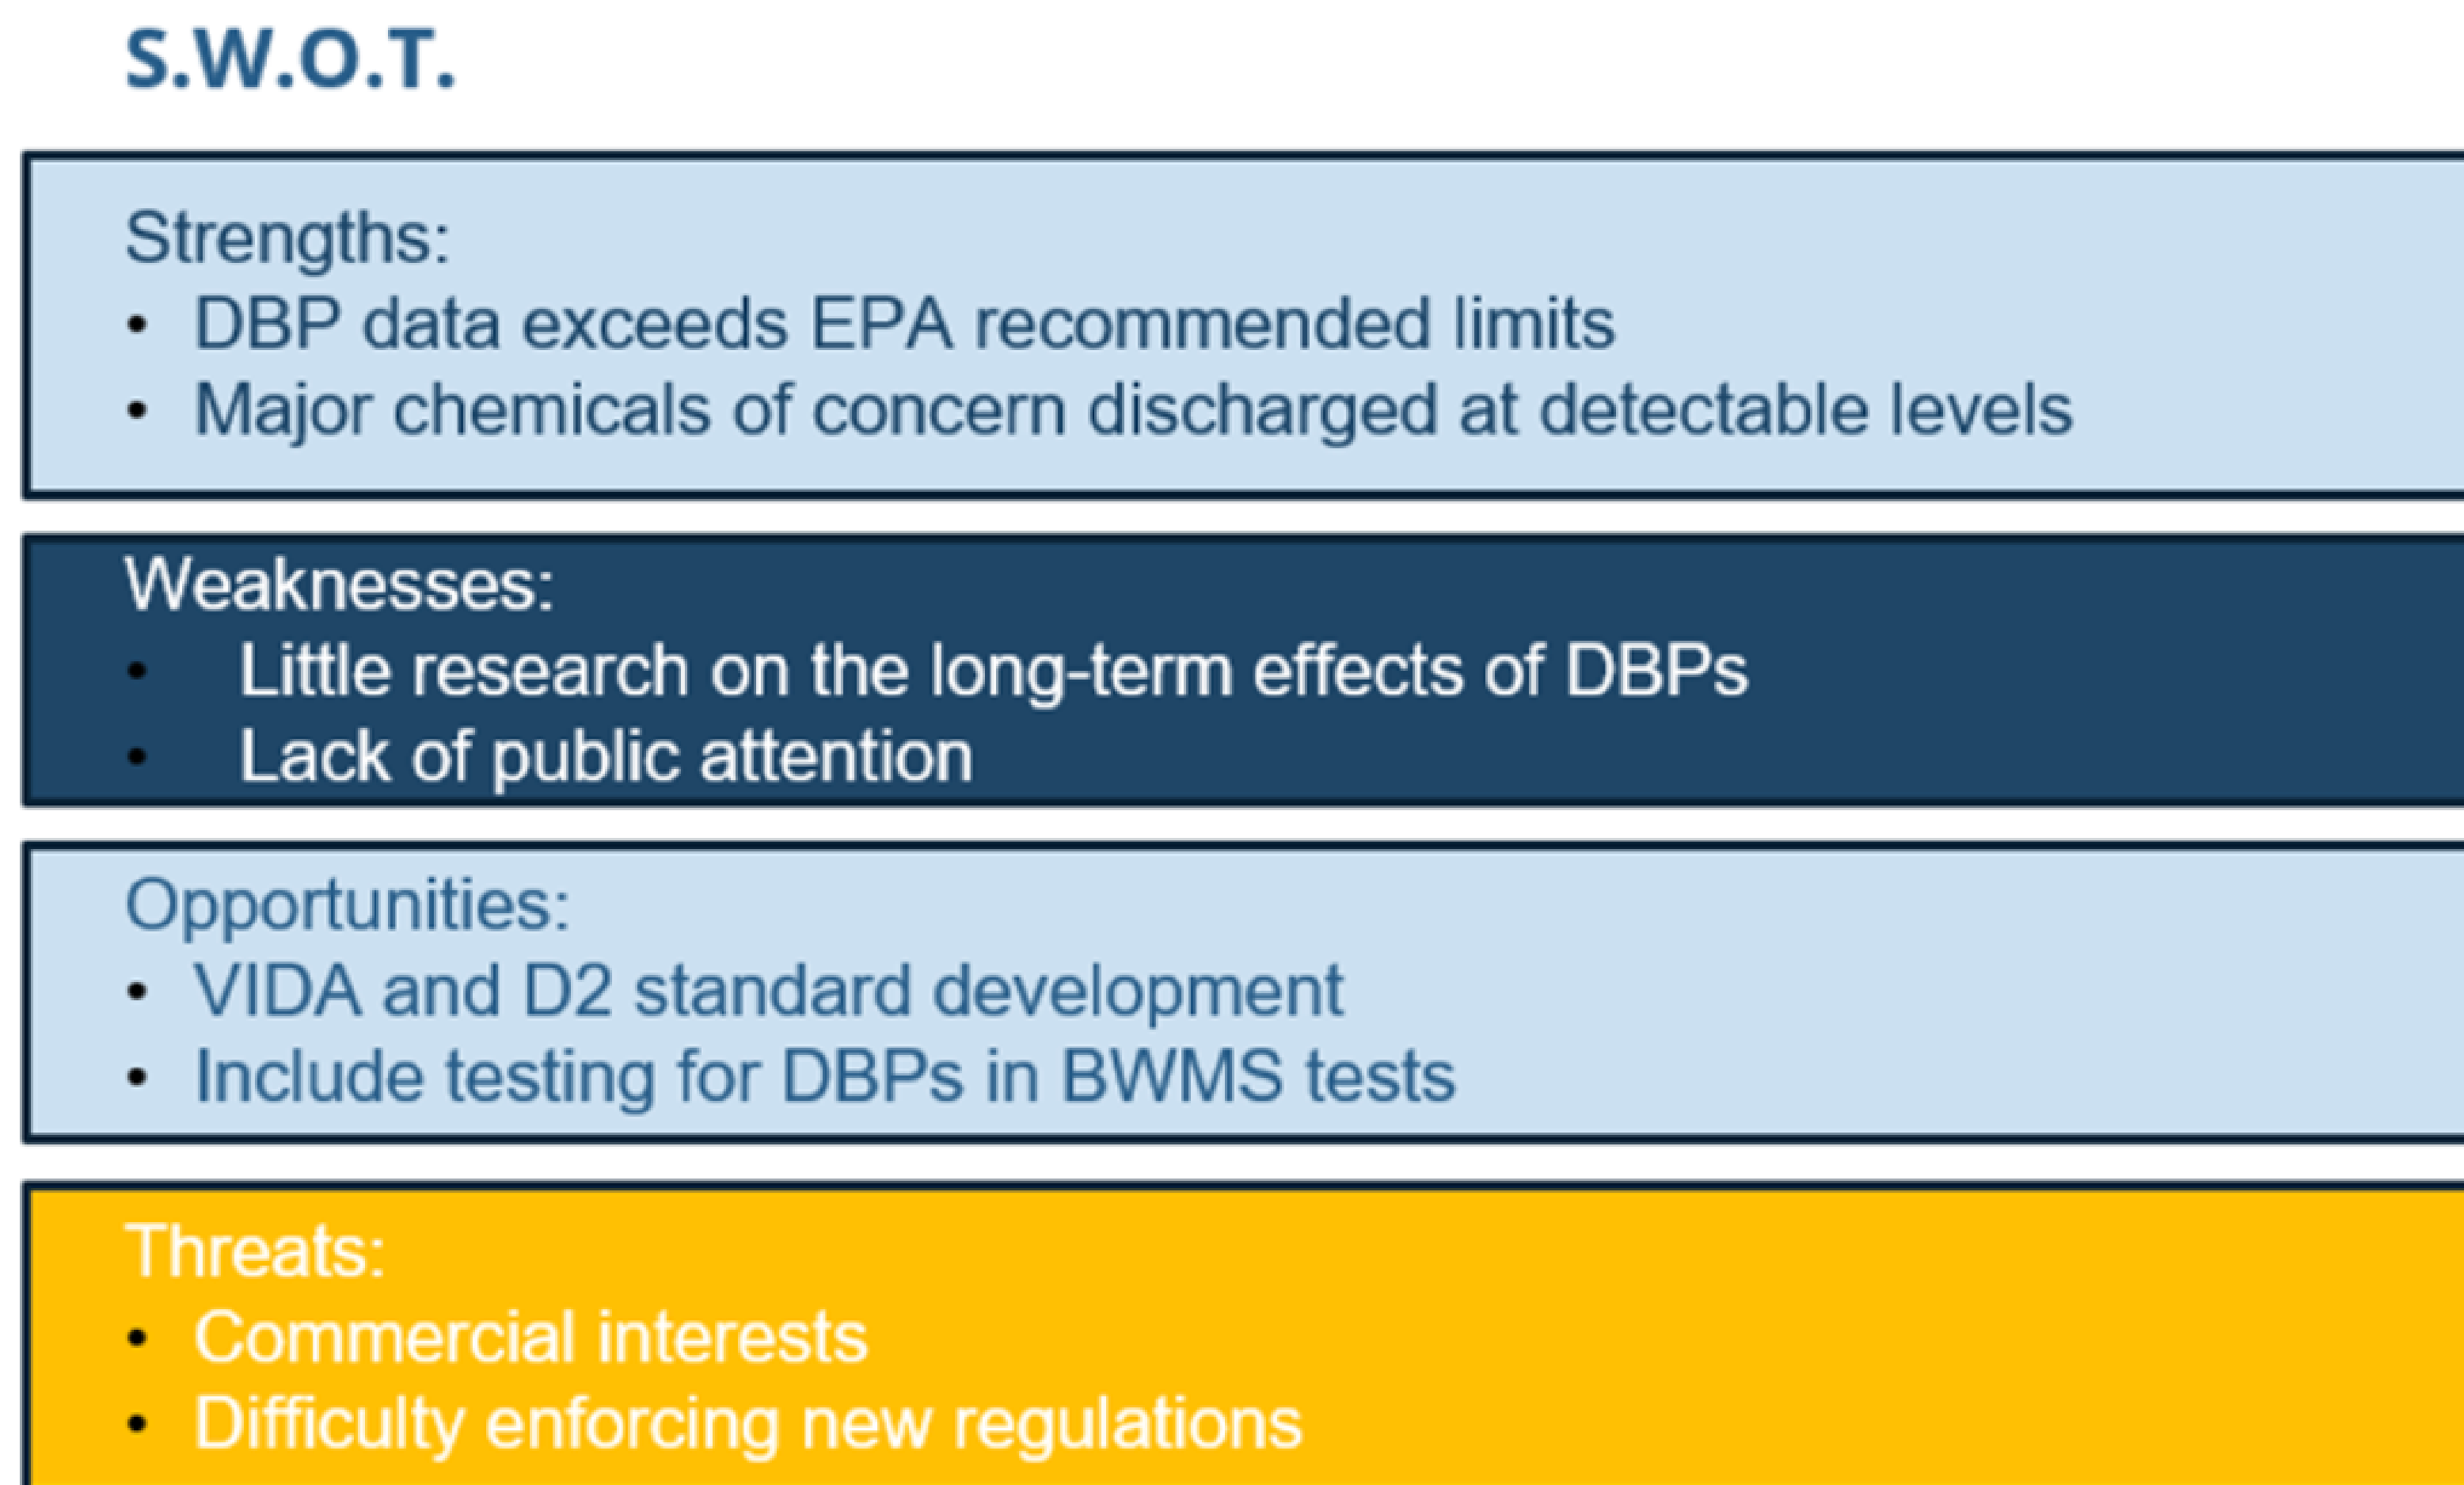 S.W.O.T.
Strengths:
• DBP data exceeds EPA recommended limits
• Major chemicals of concern discharged at detectable levels
Weaknesses:
• Little research on the long-term effects of DBPs
• Lack of public attention
Opportunities:
• VIDA and D2 standard development
• Include testing for DBPs in BWMS tests
Threats:
• Commercial interests
• Difficulty enforcing new regulations